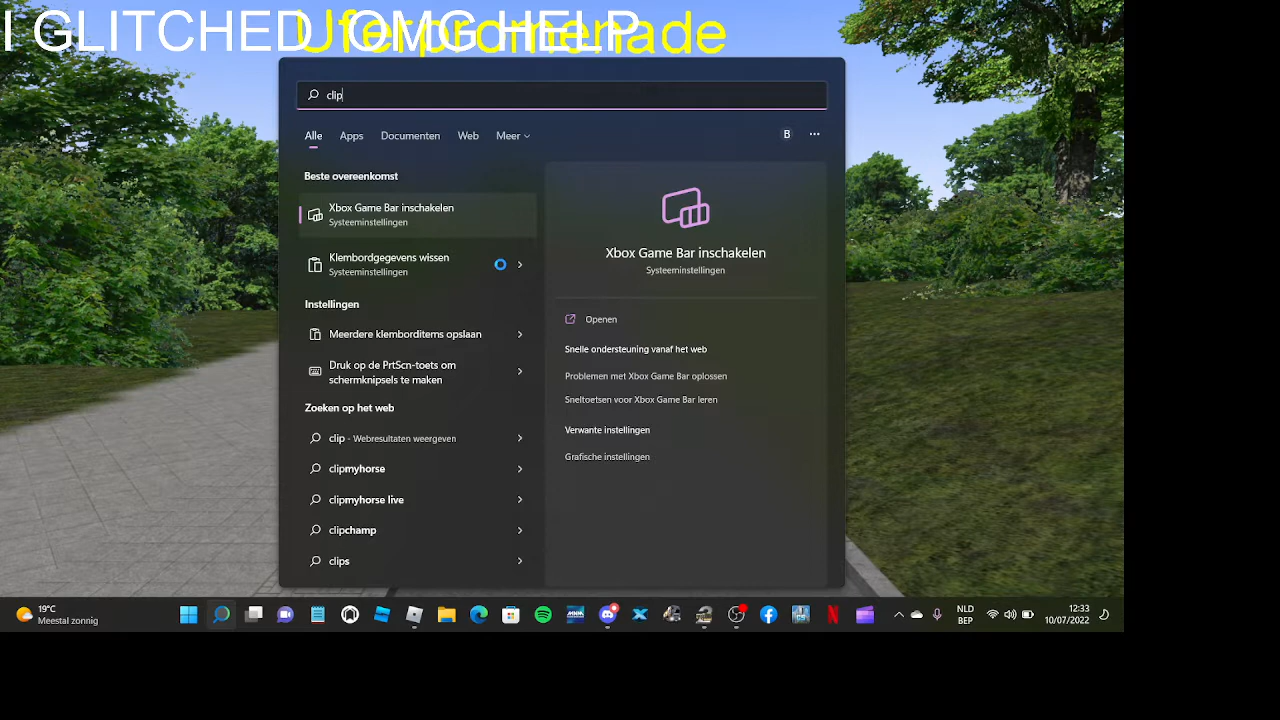 I GLITCHED OMG HELP
Uferpromenade
clip
Alle Apps Documenten Web Meer
B
Beste overeenkomst
Xbox Game Bar inschakelen
Systeeminstellingen
Klembordgegevens wissen
Systeeminstellingen
Instellingen
Meerdere klemborditems opslaan
Druk op de PrtScn-toets om
schermknipsels te maken
Zoeken op het web
clip - Webresultaten weergeven
clipmyhorse
clipmyhorse live
clipchamp
clips
Xbox Game Bar inschakelen
Systeeminstellingen
Openen
Snelle ondersteuning vanaf het web
Problemen met Xbox Game Bar oplossen
Sneltoetsen voor Xbox Game Bar leren
Verwante instellingen
Grafische instellingen
19°C
Meestal zonnig
NLD
BEP
12:33
10/07/2022